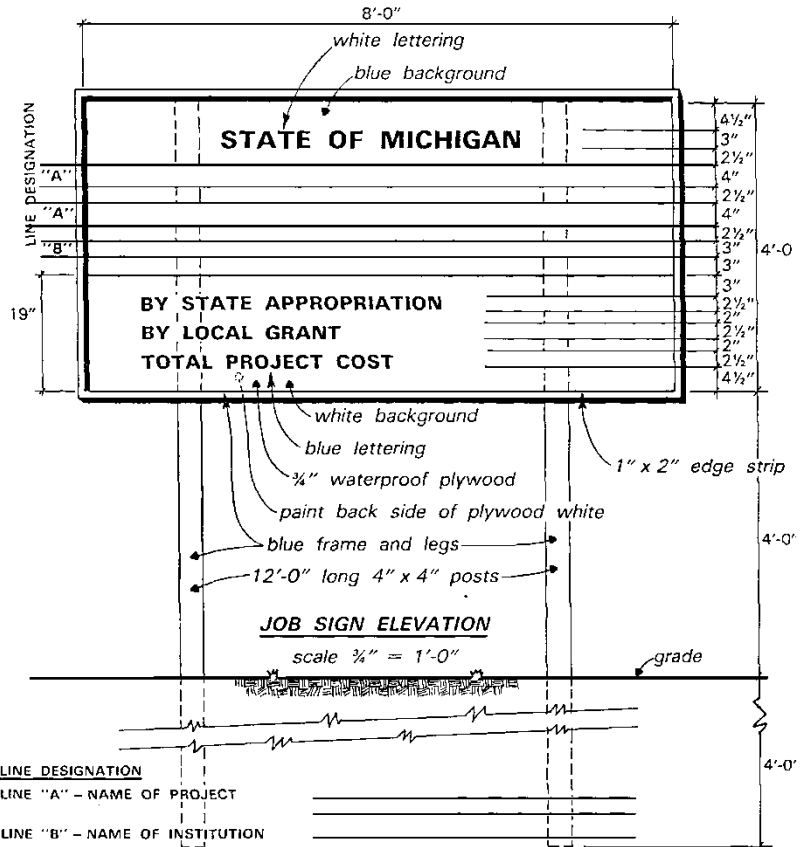 8'-0"
white lettering
blue background
LINE DESIGNATION
STATE OF MICHIGAN
4½"
3"
2½"
"A"
4"
2½"
"A"
4"
2½"
"B"
3"
3"
4'-0
19"
BY STATE APPROPRIATION
BY LOCAL GRANT
TOTAL PROJECT COST
3"
2½"
2"
2½"
2"
2½"
4½"
white background
blue lettering
¾" waterproof plywood
1" x 2" edge strip
paint back side of plywood white
blue frame and legs
4'-0"
12'-0" long 4" x 4" posts
JOB SIGN ELEVATION
scale ¾" = 1'-0"
grade
4'-0"
LINE DESIGNATION
LINE "A" – NAME OF PROJECT
LINE "B" – NAME OF INSTITUTION